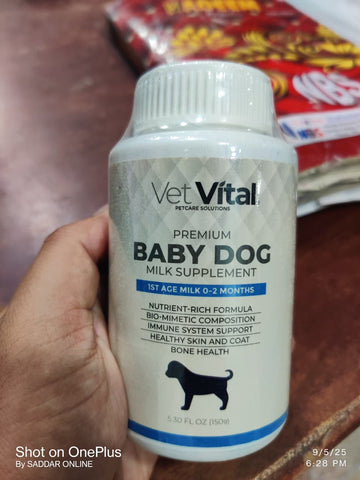 VetVital
PETCARE SOLUTIONS
PREMIUM
BABY DOG
MILK SUPPLEMENT
1ST AGE MILK 0-2 MONTHS
NUTRIENT-RICH FORMULA
BIO-MIMETIC COMPOSITION
IMMUNE SYSTEM SUPPORT
HEALTHY SKIN AND COAT
BONE HEALTH
5.30 FL OZ (150g)
NBS
Shot on OnePlus
By SADDAR ONLINE
9/5/25
6:28 PM